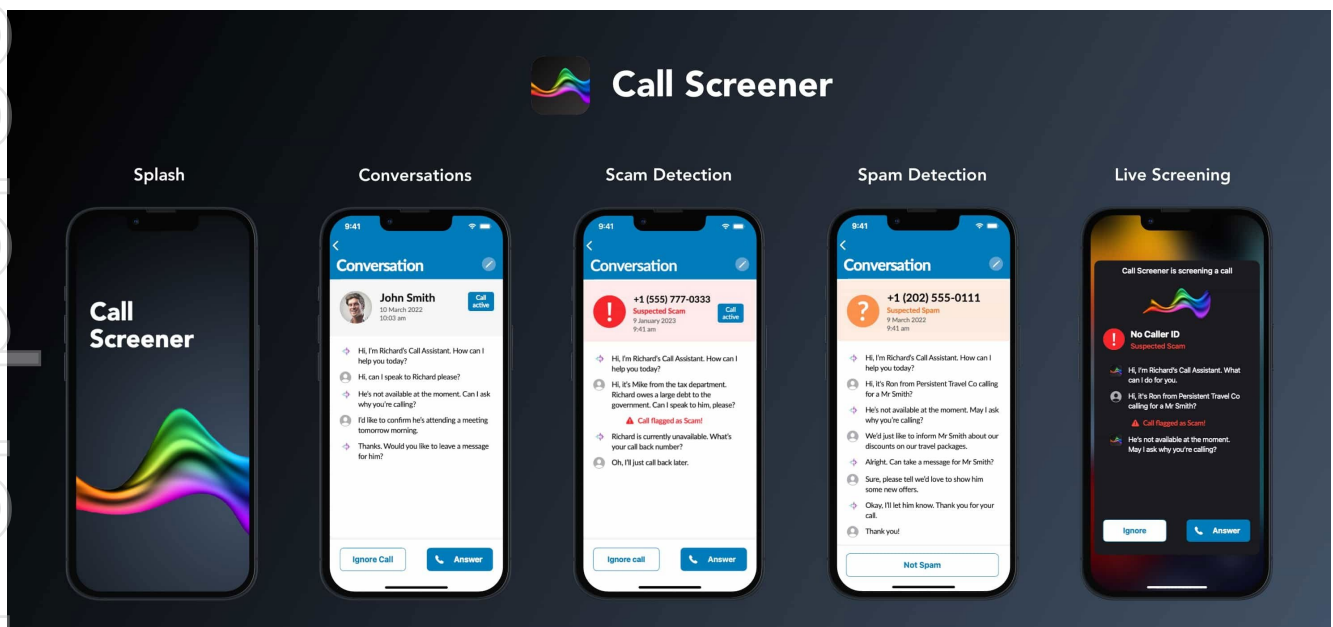 Call Screener
Splash
Call
Screener
Conversations
9:41
Conversation
John Smith
10 March 2022
10:03 am
Call
active
Hi, I'm Richard's Call Assistant. How can I
help you today?
Hi, can I speak to Richard please?
He's not available at the moment. Can I ask
why you're calling?
I'd like to confirm he's attending a meeting
tomorrow morning.
Thanks. Would you like to leave a message
for him?
Ignore Call
Answer
Scam Detection
9:41
Conversation
+1 (555) 777-0333
Suspected Scam
9 January 2023
9:41 am
Call
active
Hi, I'm Richard's Call Assistant. How can I
help you today?
Hi, it's Mike from the tax department.
Richard owes a large debt to the
government. Can I speak to him, please?
Call flagged as Scam!
Richard is currently unavailable. What's
your call back number?
Oh, I'll just call back later.
Ignore call
Answer
Spam Detection
9:41
Conversation
+1 (202) 555-0111
Suspected Spam
9 March 2022
9:41 am
Hi, I'm Richard's Call Assistant. How can I
help you today?
Hi, it's Ron from Persistent Travel Co calling
for a Mr Smith?
He's not available at the moment. May I ask
why you're calling?
We'd just like to inform Mr Smith about our
discounts on our travel packages.
Alright. Can take a message for Mr Smith?
Sure, please tell we'd love to show him
some new offers.
Okay, I'll let him know. Thank you for your
call.
Thank you!
Not Spam
Live Screening
Call Screener is screening a call
No Caller ID
Suspected Scam
Hi, I'm Richard's Call Assistant. What
can I do for you.
Hi, it's Ron from Persistent Travel Co
calling for a Mr Smith?
Call flagged as Scam!
He's not available at the moment.
May I ask why you're calling?
Ignore
Answer